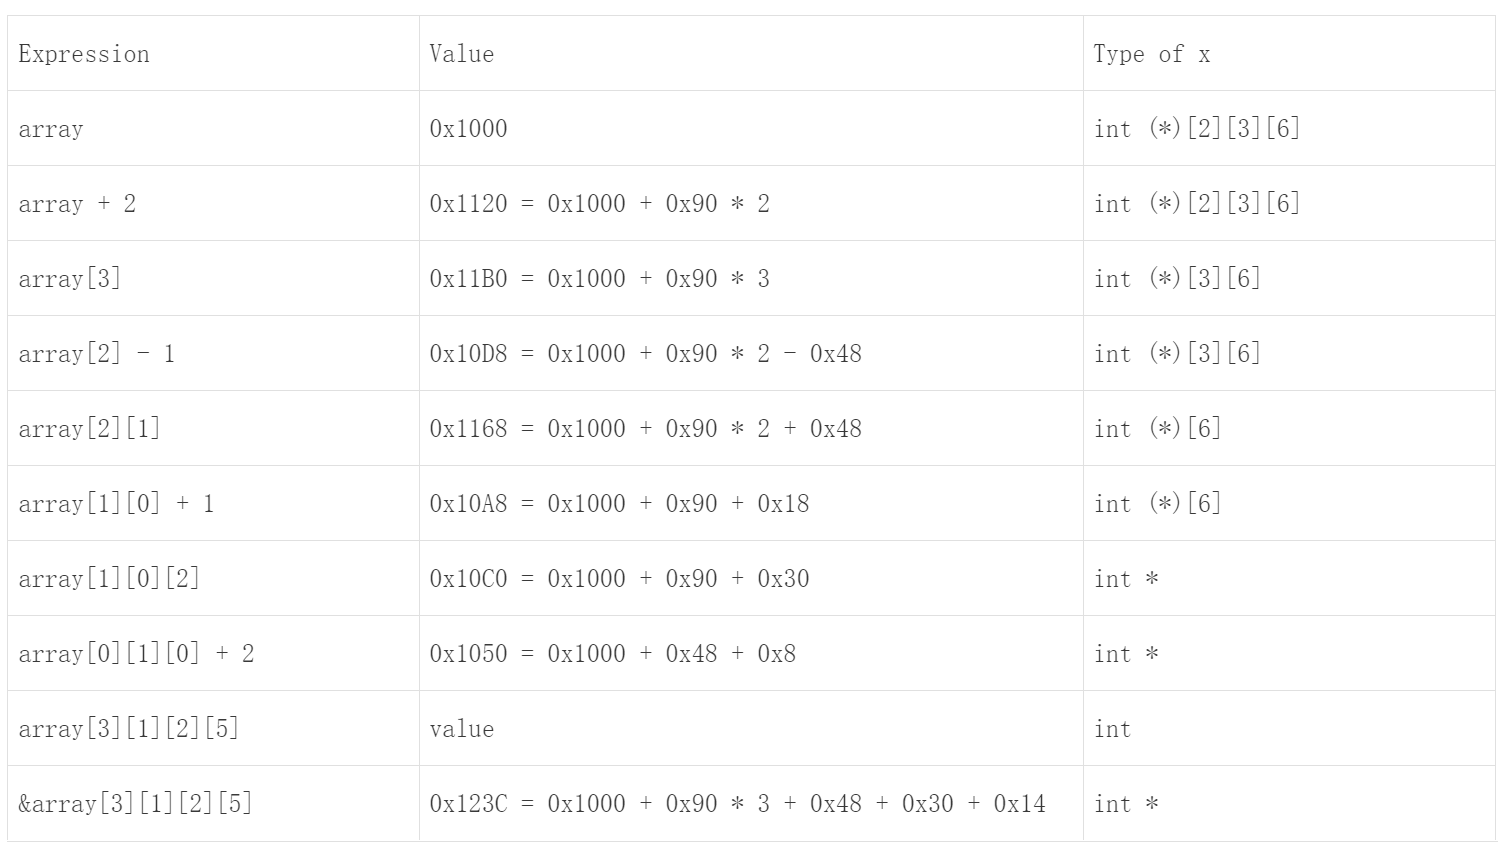 Expression Value Type of x
array 0x1000 int (*)[2][3][6]
array + 2 0x1120 = 0x1000 + 0x90 * 2 int (*)[2][3][6]
array[3] 0x11B0 = 0x1000 + 0x90 * 3 int (*)[3][6]
array[2] - 1 0x10D8 = 0x1000 + 0x90 * 2 - 0x48 int (*)[3][6]
array[2][1] 0x1168 = 0x1000 + 0x90 * 2 + 0x48 int (*)[6]
array[1][0] + 1 0x10A8 = 0x1000 + 0x90 + 0x18 int (*)[6]
array[1][0][2] 0x10C0 = 0x1000 + 0x90 + 0x30 int *
array[0][1][0] + 2 0x1050 = 0x1000 + 0x48 + 0x8 int *
array[3][1][2][5] value int
&array[3][1][2][5] 0x123C = 0x1000 + 0x90 * 3 + 0x48 + 0x30 + 0x14 int *